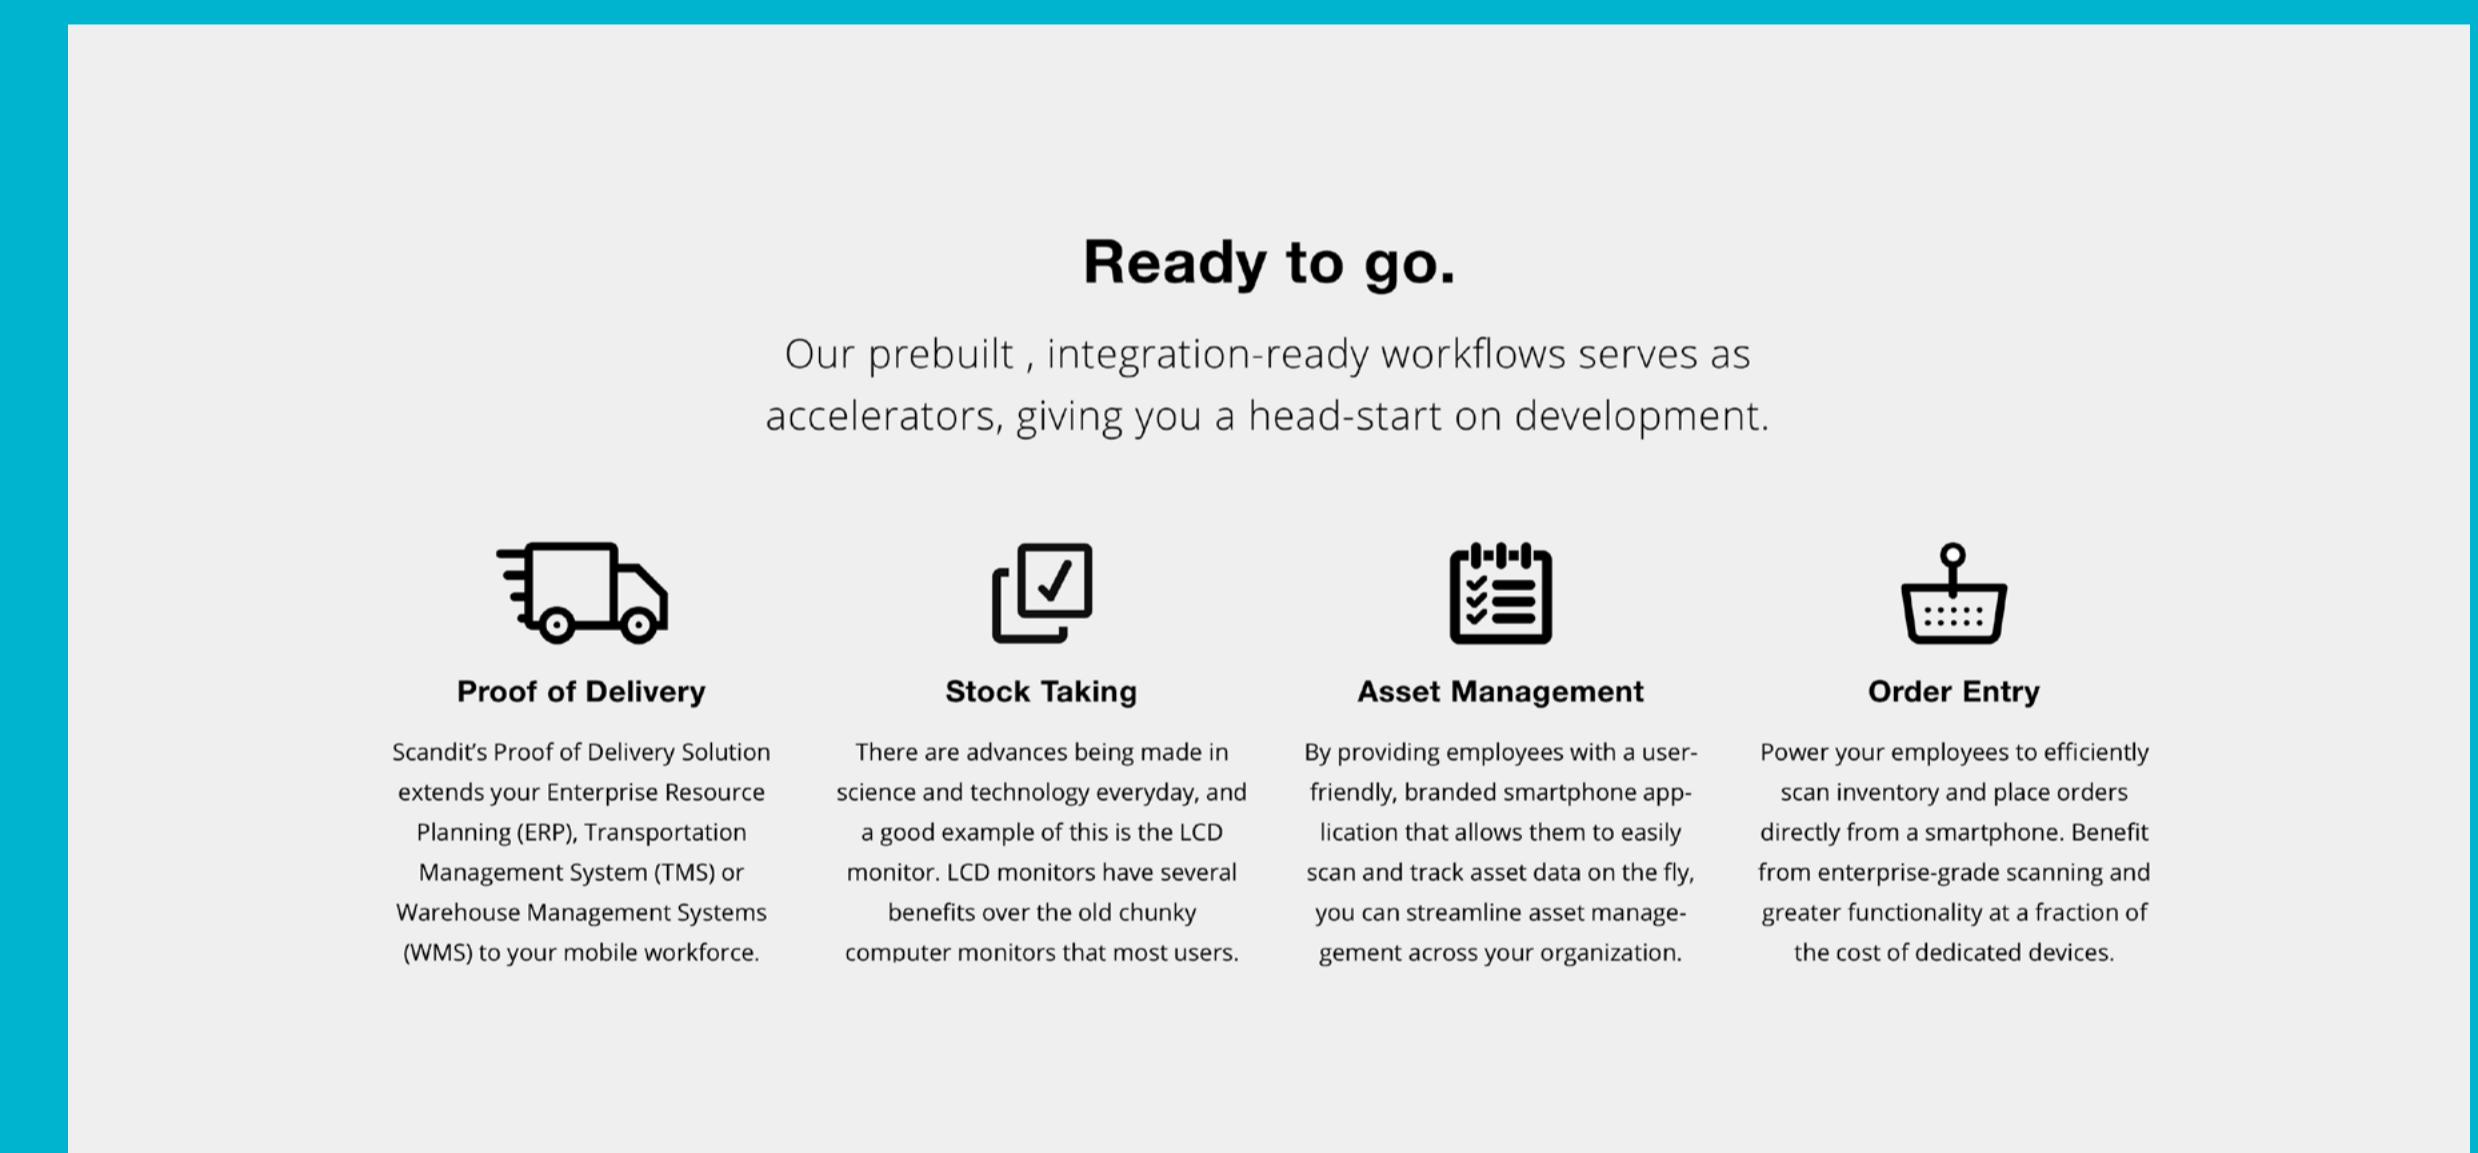 Ready to go.
Our prebuilt , integration-ready workflows serves as
accelerators, giving you a head-start on development.
Proof of Delivery
Scandit’s Proof of Delivery Solution
extends your Enterprise Resource
Planning (ERP), Transportation
Management System (TMS) or
Warehouse Management Systems
(WMS) to your mobile workforce.
Stock Taking
There are advances being made in
science and technology everyday, and
a good example of this is the LCD
monitor. LCD monitors have several
benefits over the old chunky
computer monitors that most users.
Asset Management
By providing employees with a user-
friendly, branded smartphone app-
lication that allows them to easily
scan and track asset data on the fly,
you can streamline asset manage-
gement across your organization.
Order Entry
Power your employees to efficiently
scan inventory and place orders
directly from a smartphone. Benefit
from enterprise-grade scanning and
greater functionality at a fraction of
the cost of dedicated devices.